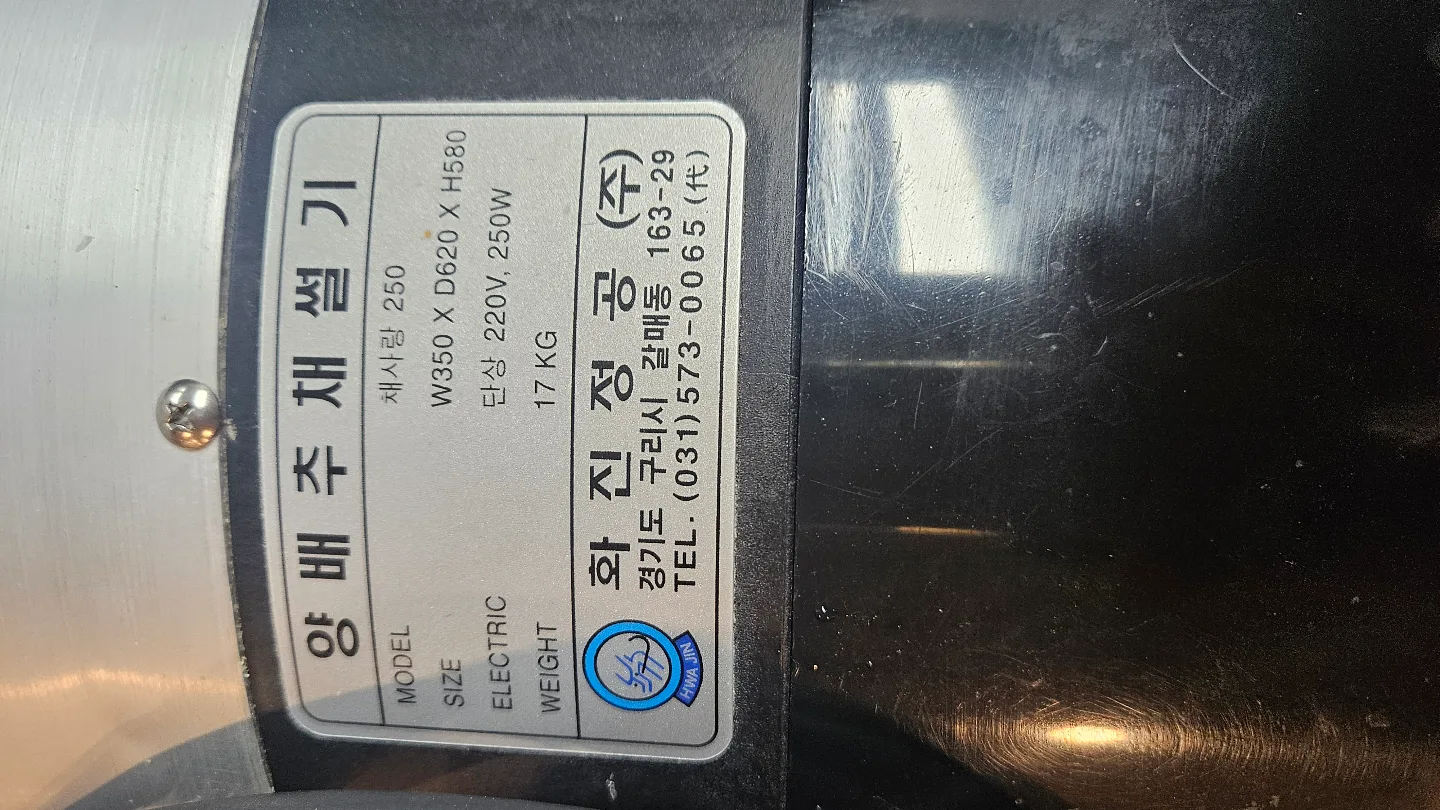 양배추채썰기
MODEL 채사랑 250
SIZE W350 X D620 X H580
ELECTRIC 단상 220V, 250W
WEIGHT 17 KG
화진정공 (주)
경기도 구리시 갈매동 163-29
TEL. (031)573-0065 (代)
HWA JIN